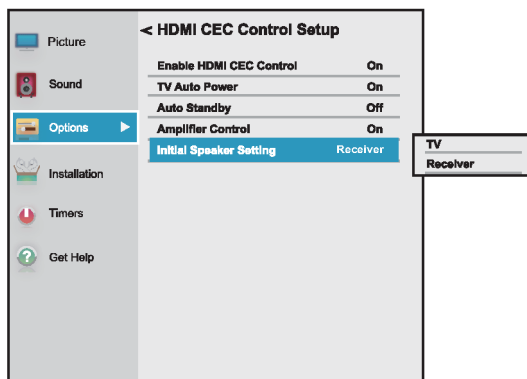 Picture
Sound
Options
Installation
Timers
Get Help
< HDMI CEC Control Setup
Enable HDMI CEC Control On
TV Auto Power On
Auto Standby Off
Amplifier Control On
Initial Speaker Setting Receiver
TV
Receiver